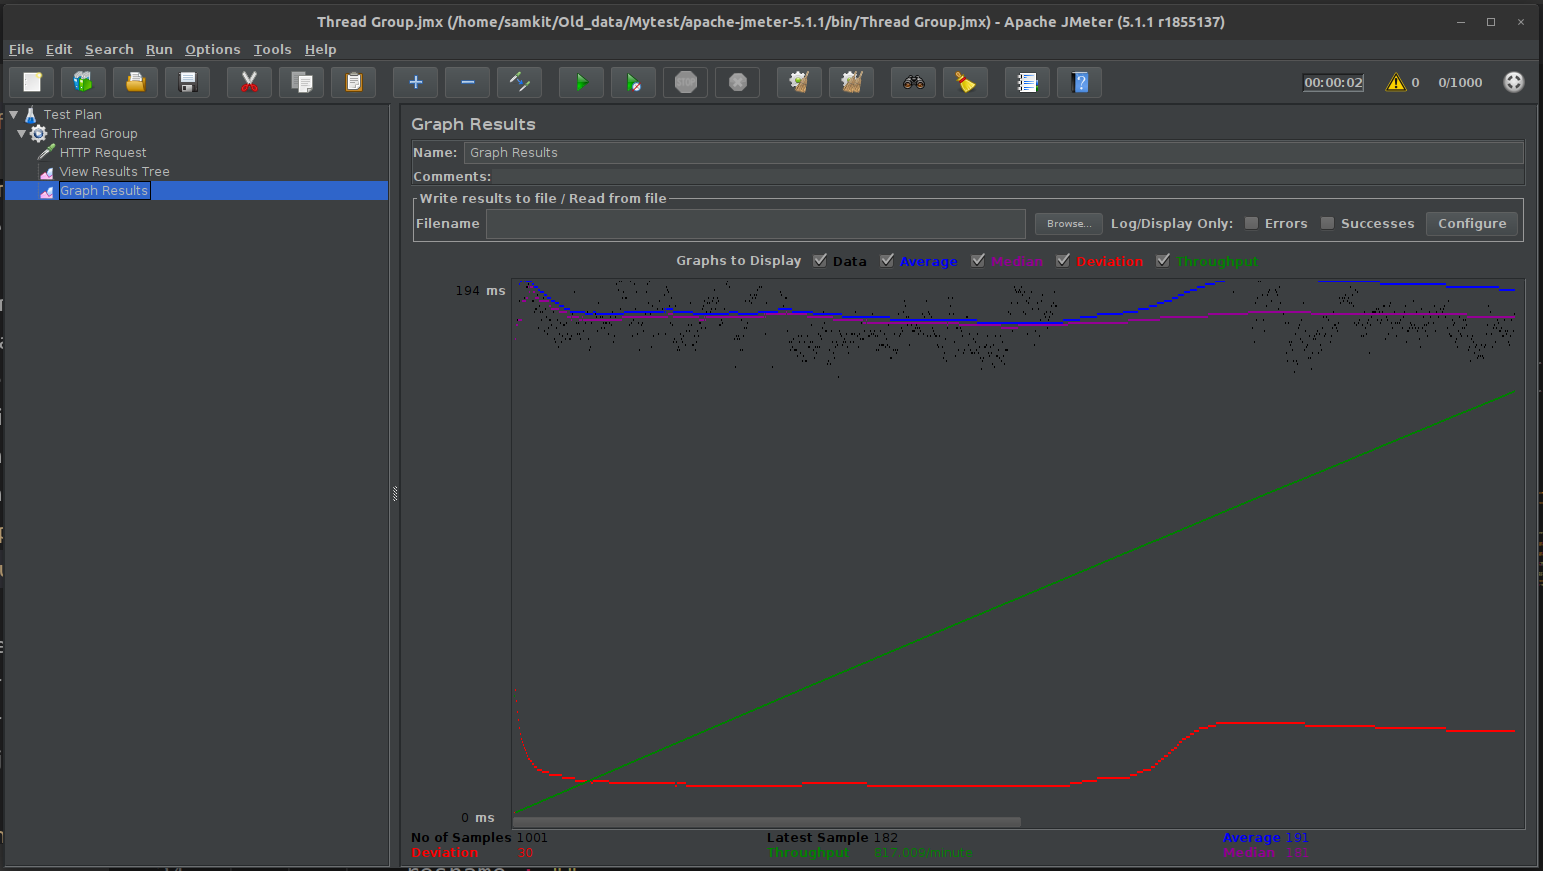 Thread Group.jmx (/home/samkit/Old_data/Mytest/apache-jmeter-5.1.1/bin/Thread Group.jmx) - Apache JMeter (5.1.1 r1855137)
File Edit Search Run Options Tools Help
STOP
00:00:02 0 0/1000
Test Plan
Thread Group
HTTP Request
View Results Tree
Graph Results
Graph Results
Name: Graph Results
Comments:
Write results to file / Read from file
Filename Browse... Log/Display Only: Errors Successes Configure
Graphs to Display Data Average Median Deviation Throughput
194 ms
0 ms
No of Samples 1001 Latest Sample 182 Average 191
Deviation 30 Throughput 817.009/minute Median 181